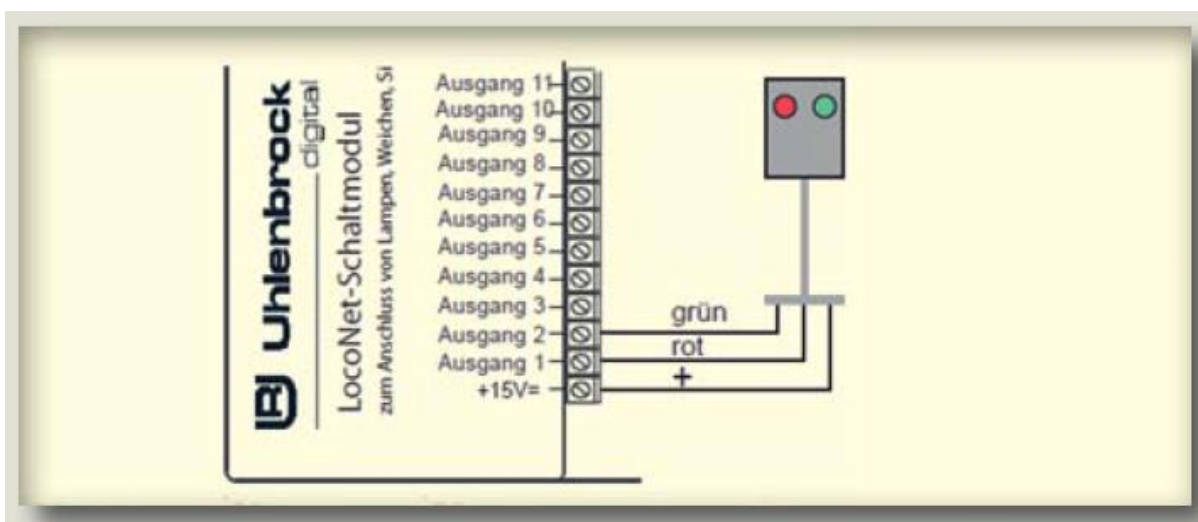 Uhlenbrock
digital
LocoNet-Schaltmodul
zum Anschluss von Lampen, Weichen, Si
Ausgang 11
Ausgang 10
Ausgang 9
Ausgang 8
Ausgang 7
Ausgang 6
Ausgang 5
Ausgang 4
Ausgang 3
Ausgang 2
Ausgang 1
+15V=
grün
rot
+